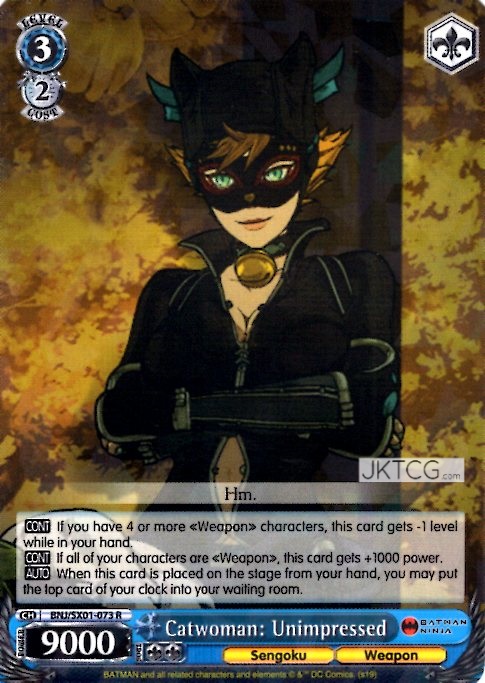 LEVEL
3
2
COST
JKTCG.com
Hm.
CONT If you have 4 or more «Weapon» characters, this card gets -1 level
while in your hand.
CONT If all of your characters are «Weapon», this card gets +1000 power.
AUTO When this card is placed on the stage from your hand, you may put
the top card of your clock into your waiting room.
CH BNJ/SX01-073 R
POWER 9000 SOUL Catwoman: Unimpressed BATMAN
NINJA
Sengoku Weapon
BATMAN and all related characters and elements © & ™ DC Comics. (s19)